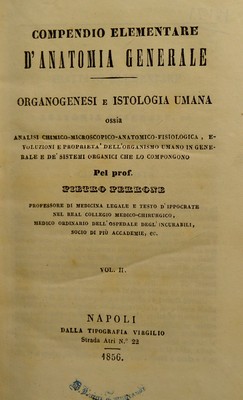 COMPENDIO ELEMENTARE
D'ANATOMIA GENERALE
ORGANOGENESI E ISTOLOGIA UMANA
ossia
ANALISI CHIMICO-MICROSCOPICO-ANATOMICO-FISIOLOGICA, E-
VOLUZIONI E PROPRIETA' DELL'ORGANISMO UMANO IN GENE-
RALE E DE' SISTEMI ORGANICI CHE LO COMPONGONO
Pel prof.
PIETRO PERRONE
PROFESSORE DI MEDICINA LEGALE E TESTO D'IPPOCRATE
NEL REAL COLLEGIO MEDICO-CHIRURGICO,
MEDICO ORDINARIO DELL'OSPEDALE DEGL'INCURABILI,
SOCIO DI PIÙ ACCADEMIE, EC.
VOL. II.
NAPOLI
DALLA TIPOGRAFIA VIRGILIO
Strada Atri N.° 22
1856.